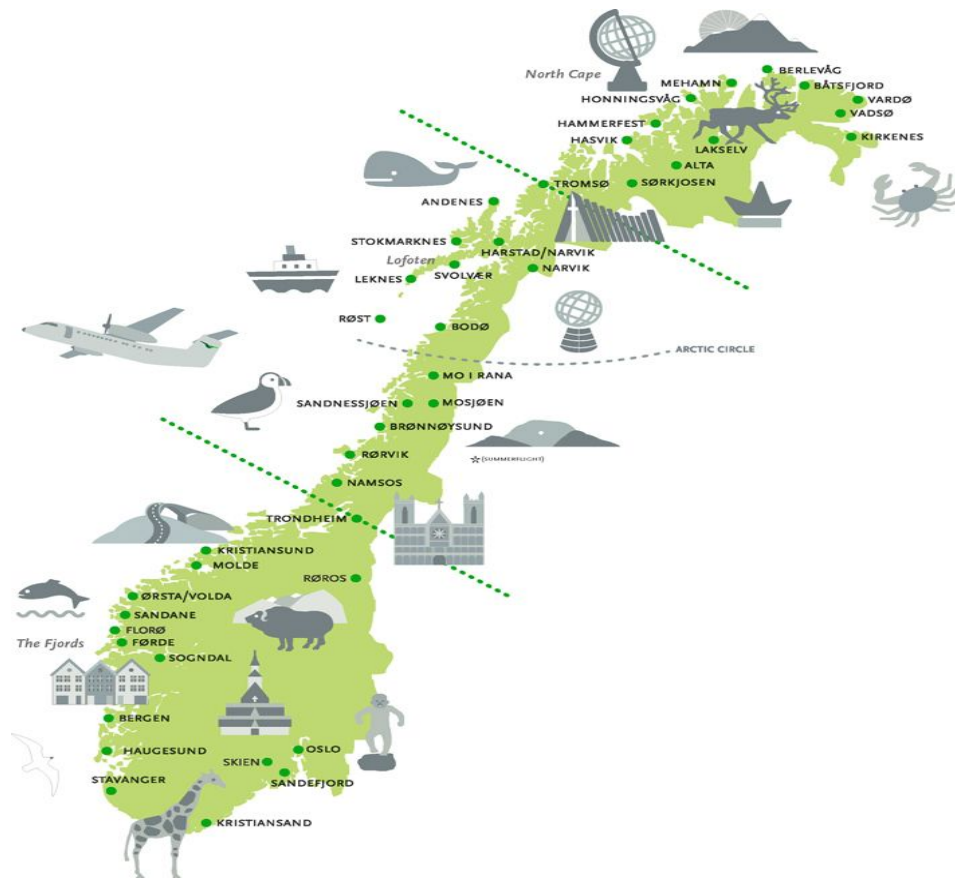 North Cape
BERLEVÅG
MEHAMN
BÅTSFJORD
HONNINGSVÅG
VARDØ
VADSØ
HAMMERFEST
KIRKENES
HASVIK
LAKSELV
ALTA
TROMSØ
SØRKJOSEN
ANDENES
STOKMARKNES
HARSTAD/NARVIK
Lofoten
SVOLVÆR
NARVIK
LEKNES
RØST
BODØ
ARCTIC CIRCLE
MO I RANA
SANDNESSJØEN
MOSJØEN
BRØNNØYSUND
RØRVIK
(SUMMERFLIGHT)
NAMSOS
TRONDHEIM
KRISTIANSUND
MOLDE
RØROS
ØRSTA/VOLDA
SANDANE
FLORØ
The Fjords
FØRDE
SOGNDAL
BERGEN
HAUGESUND
OSLO
SKIEN
STAVANGER
SANDEFJORD
KRISTIANSAND